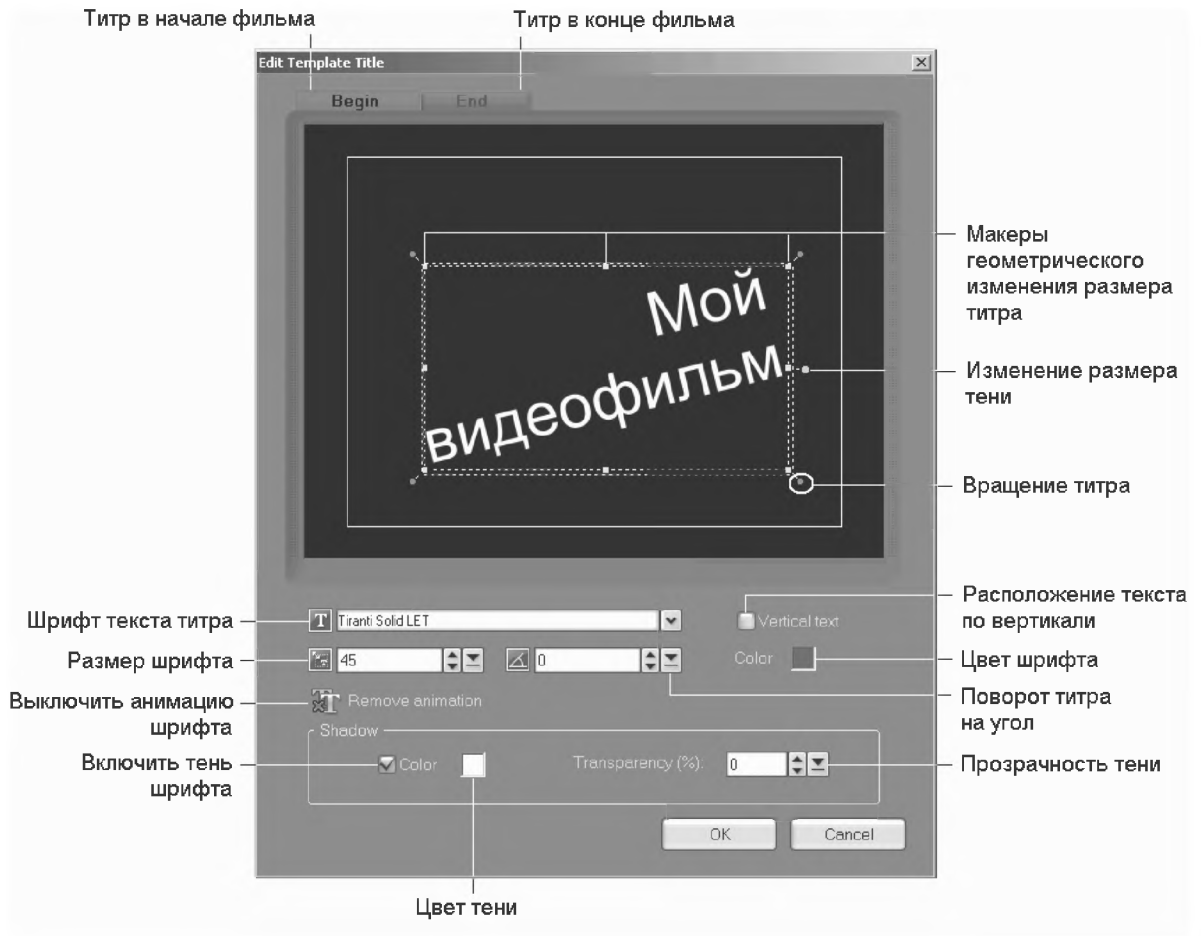 Титр в начале фильма
Титр в конце фильма
Edit Template Title
Begin
End
Мой
видеофильм
Макеры
геометрического
изменения размера
титра
Изменение размера
тени
Вращение титра
Шрифт текста титра
T
Tiranti Solid LET
Vertical text
Расположение текста
по вертикали
Размер шрифта
45
0
Color
Цвет шрифта
Выключить анимацию
шрифта
T
Remove animation
Поворот титра
на угол
Shadow
Включить тень
шрифта
Color
Transparency (%):
0
Прозрачность тени
OK
Cancel
Цвет тени